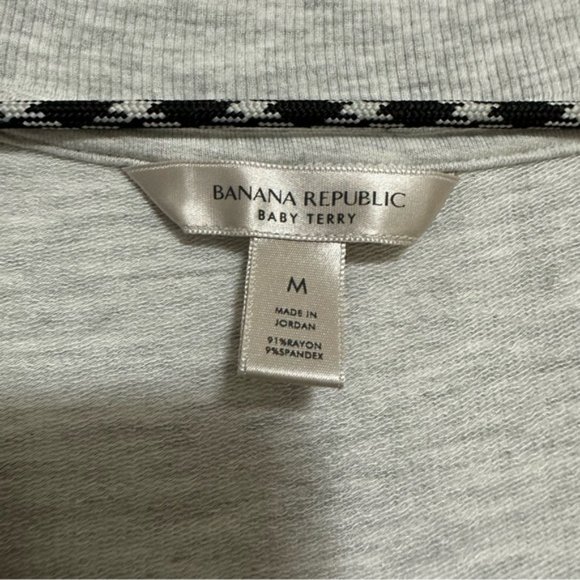 BANANA REPUBLIC
BABY TERRY
M
MADE IN
JORDAN
91%RAYON
9%SPANDEX